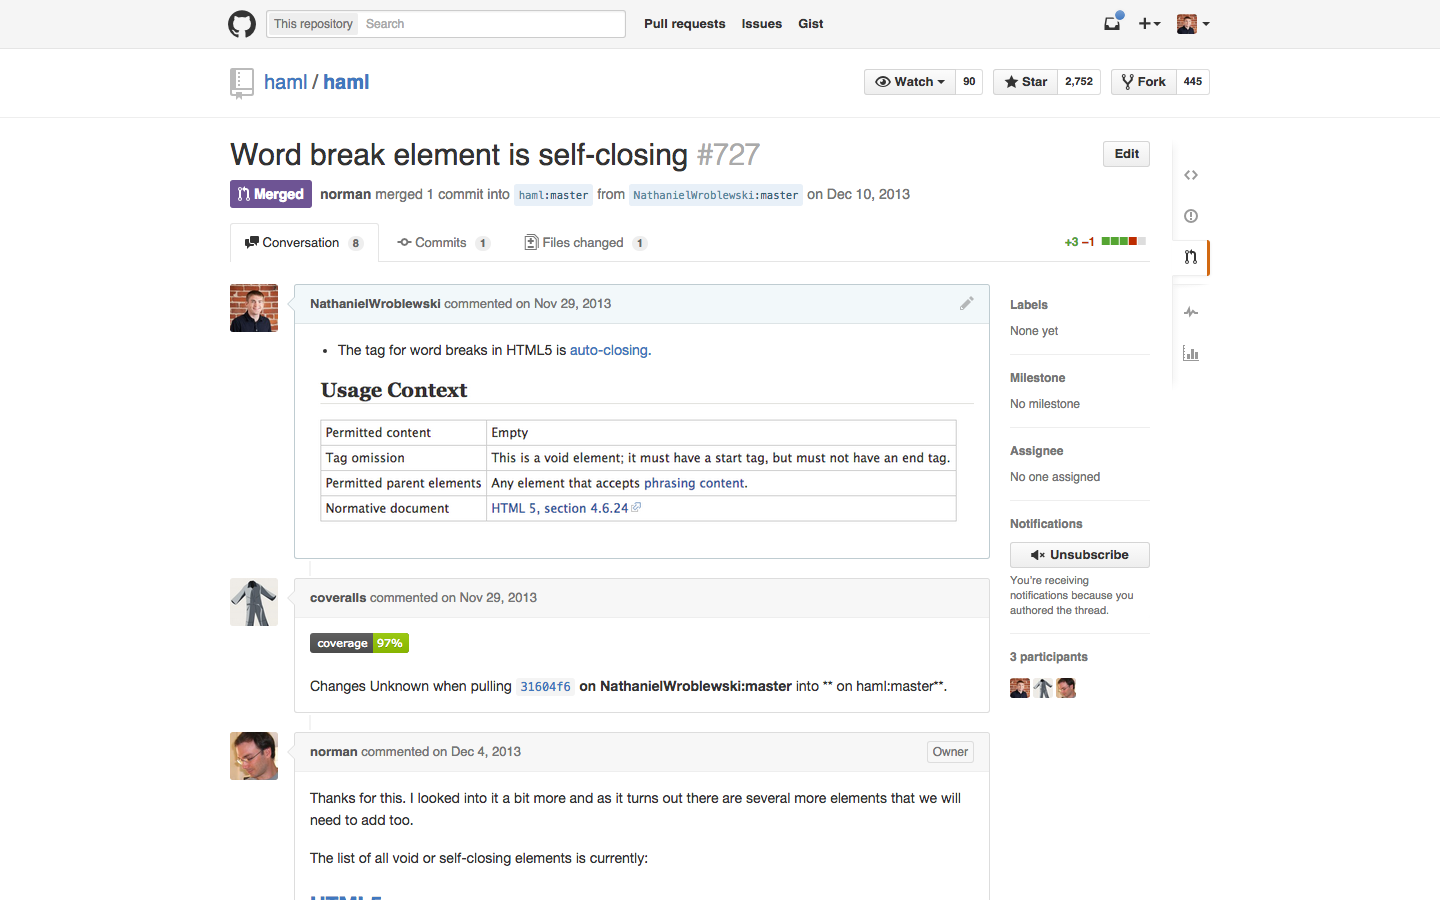 This repository Search Pull requests Issues Gist
haml / haml Watch 90 Star 2,752 Fork 445
Word break element is self-closing #727 Edit
Merged norman merged 1 commit into haml:master from NathanielWroblewski:master on Dec 10, 2013
Conversation 8 Commits 1 Files changed 1 +3 −1
NathanielWroblewski commented on Nov 29, 2013
• The tag for word breaks in HTML5 is auto-closing.
Usage Context
Permitted content Empty
Tag omission This is a void element; it must have a start tag, but must not have an end tag.
Permitted parent elements Any element that accepts phrasing content.
Normative document HTML 5, section 4.6.24
coveralls commented on Nov 29, 2013
coverage 97%
Changes Unknown when pulling 31604f6 on NathanielWroblewski:master into ** on haml:master**.
norman commented on Dec 4, 2013 Owner
Thanks for this. I looked into it a bit more and as it turns out there are several more elements that we will
need to add too.
The list of all void or self-closing elements is currently:
HTML5
Labels
None yet
Milestone
No milestone
Assignee
No one assigned
Notifications
Unsubscribe
You're receiving
notifications because you
authored the thread.
3 participants